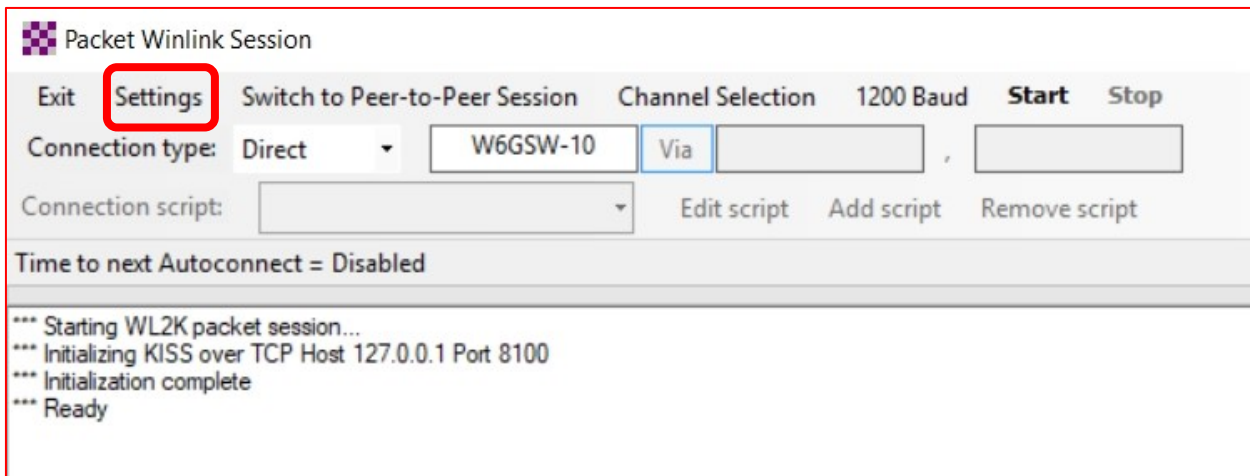 Packet Winlink Session
Exit Settings Switch to Peer-to-Peer Session Channel Selection 1200 Baud Start Stop
Connection type: Direct W6GSW-10 Via ,
Connection script: Edit script Add script Remove script
Time to next Autoconnect = Disabled
*** Starting WL2K packet session...
*** Initializing KISS over TCP Host 127.0.0.1 Port 8100
*** Initialization complete
*** Ready